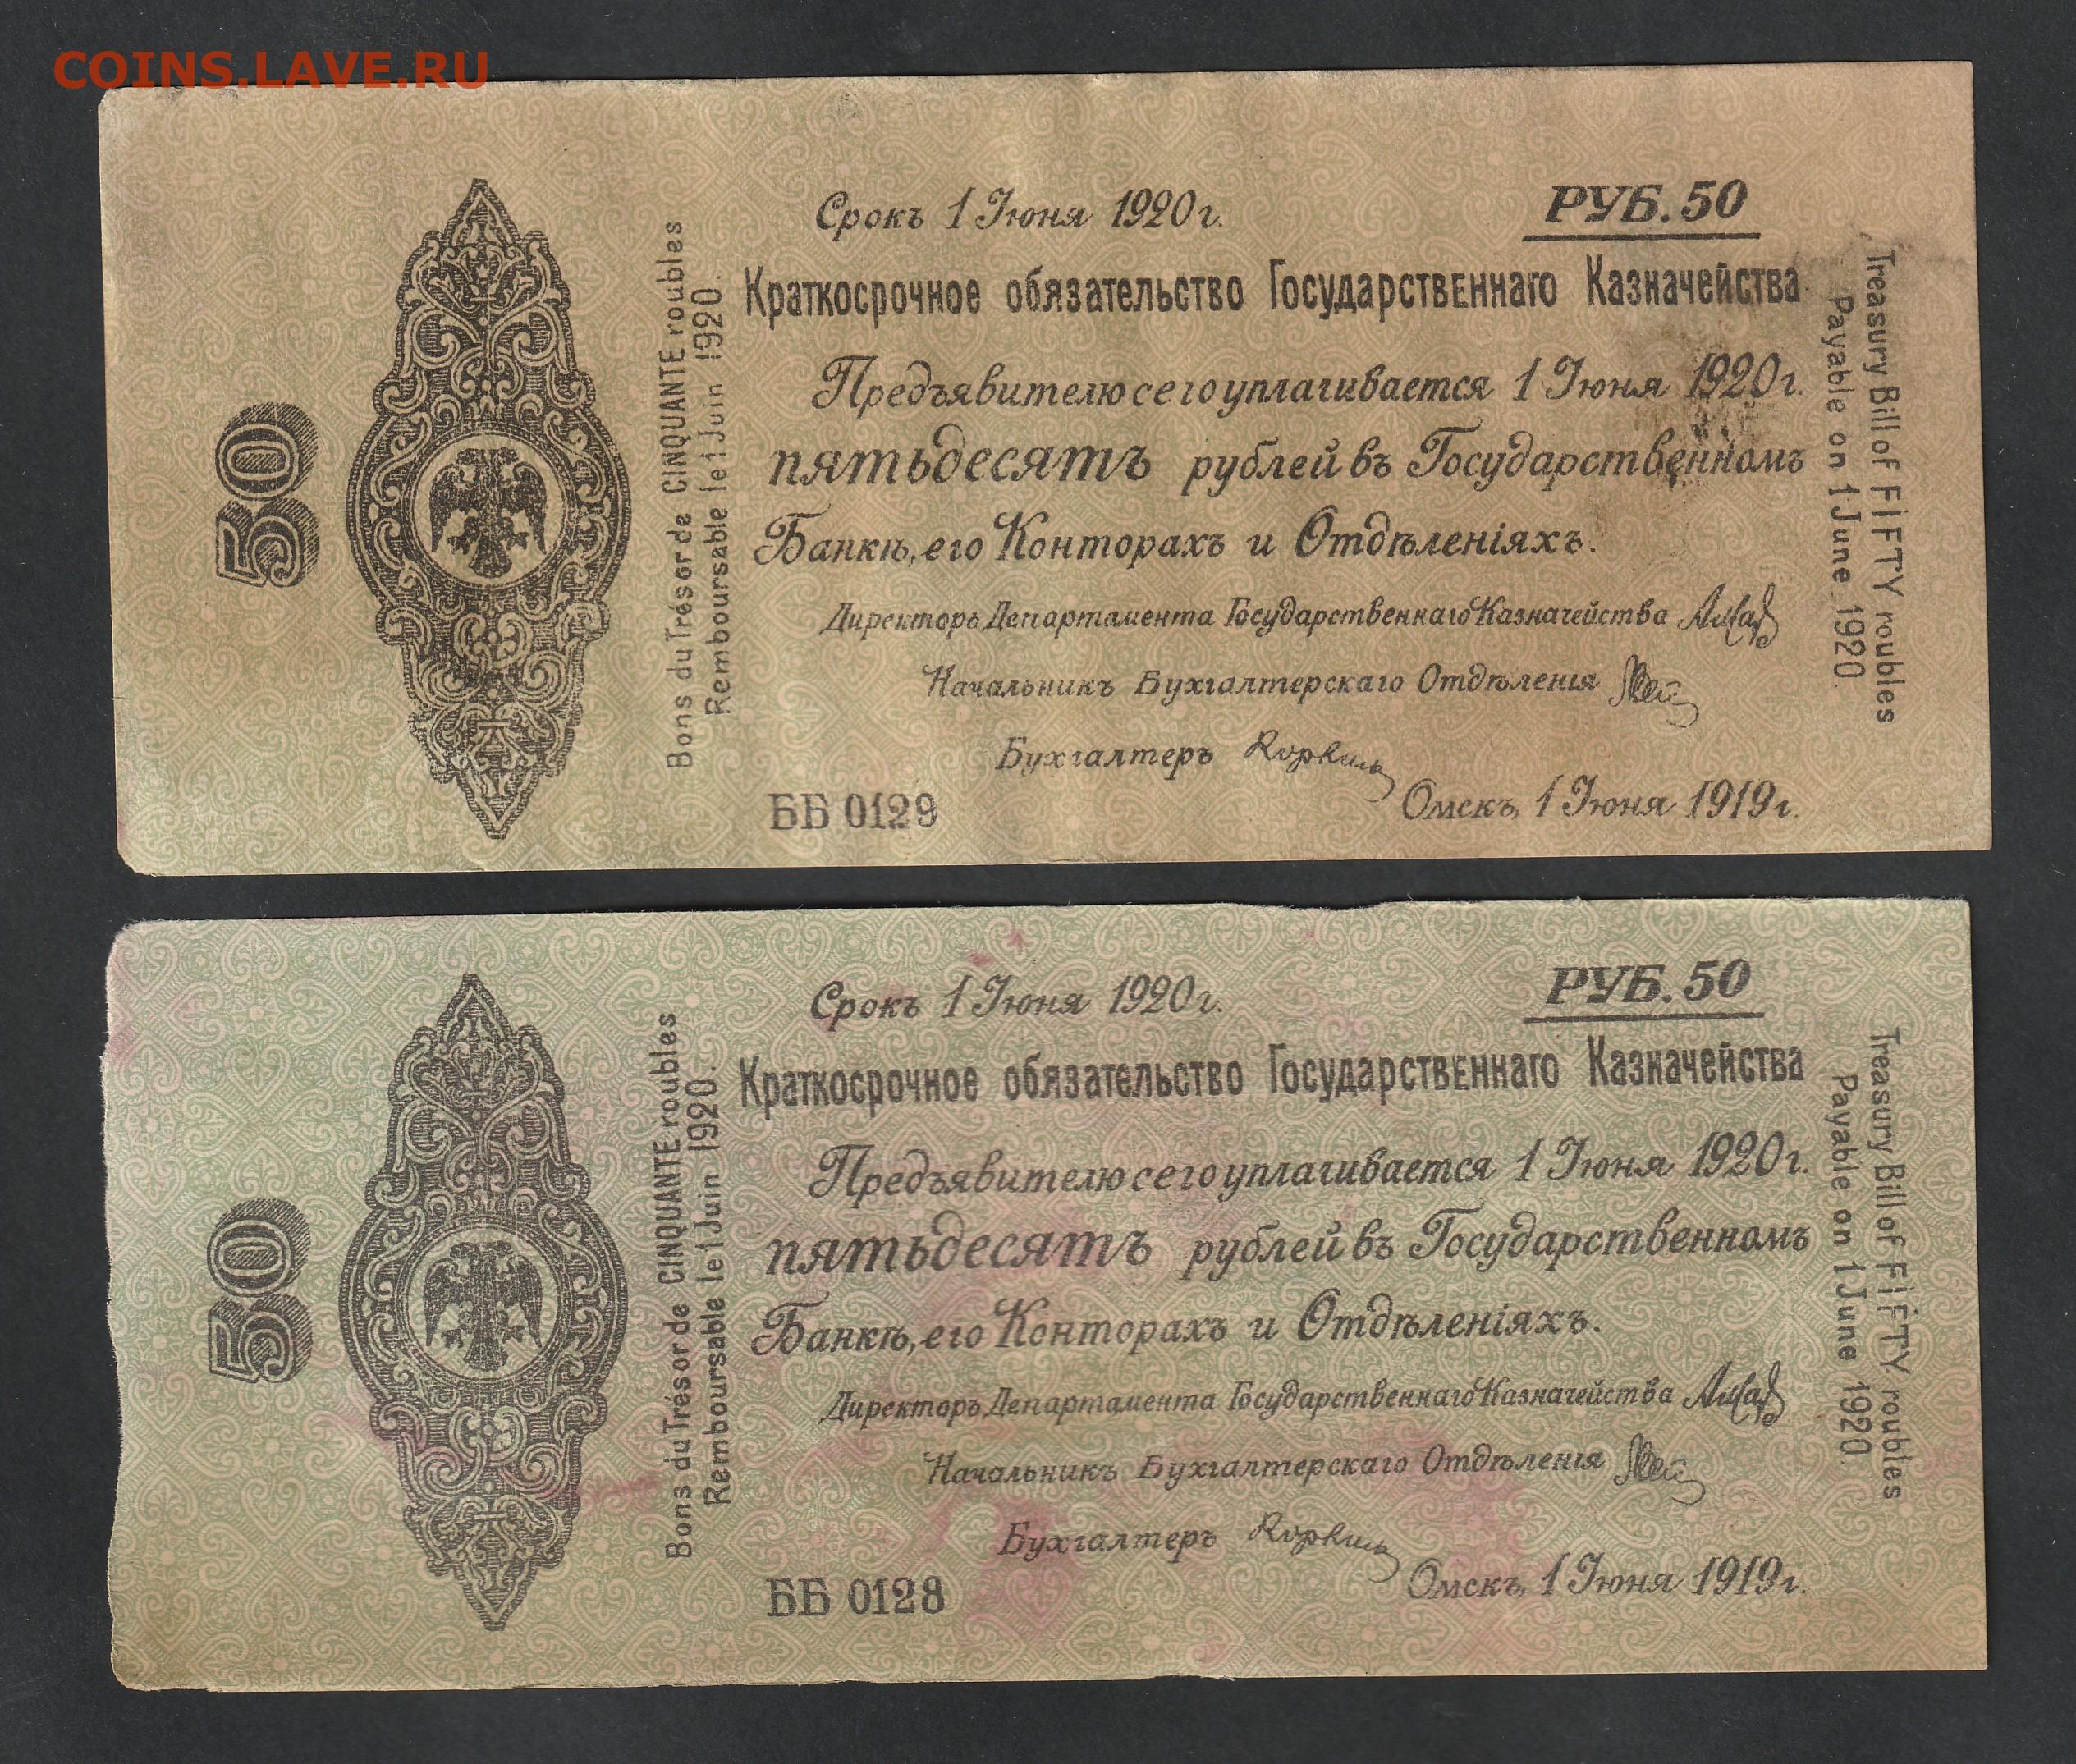 COINS.LAVE.RU
50
Bons du Trésor de CINQUANTE roubles
Remboursable le 1 Juin 1920.
Срокъ 1 Іюня 1920 г.
РУБ. 50
Краткосрочное обязательство Государственнаго Казначейства
Предъявителю сего уплачивается 1 Іюня 1920 г.
пятьдесятъ рублей въ Государственномъ
Банкѣ, его Конторахъ и Отдѣленіяхъ.
Директоръ Департамента Государственнаго Казначейства
Начальникъ Бухгалтерскаго Отдѣленія
Бухгалтеръ
ББ 0129
Омскъ, 1 Іюня 1919 г.
Treasury Bill of FiFTY roubles
Payable on 1 June 1920.
50
Bons du Trésor de CINQUANTE roubles
Remboursable le 1 Juin 1920.
Срокъ 1 Іюня 1920 г.
РУБ. 50
Краткосрочное обязательство Государственнаго Казначейства
Предъявителю сего уплачивается 1 Іюня 1920 г.
пятьдесятъ рублей въ Государственномъ
Банкѣ, его Конторахъ и Отдѣленіяхъ.
Директоръ Департамента Государственнаго Казначейства
Начальникъ Бухгалтерскаго Отдѣленія
Бухгалтеръ
ББ 0128
Омскъ, 1 Іюня 1919 г.
Treasury Bill of FiFTY roubles
Payable on 1 June 1920.